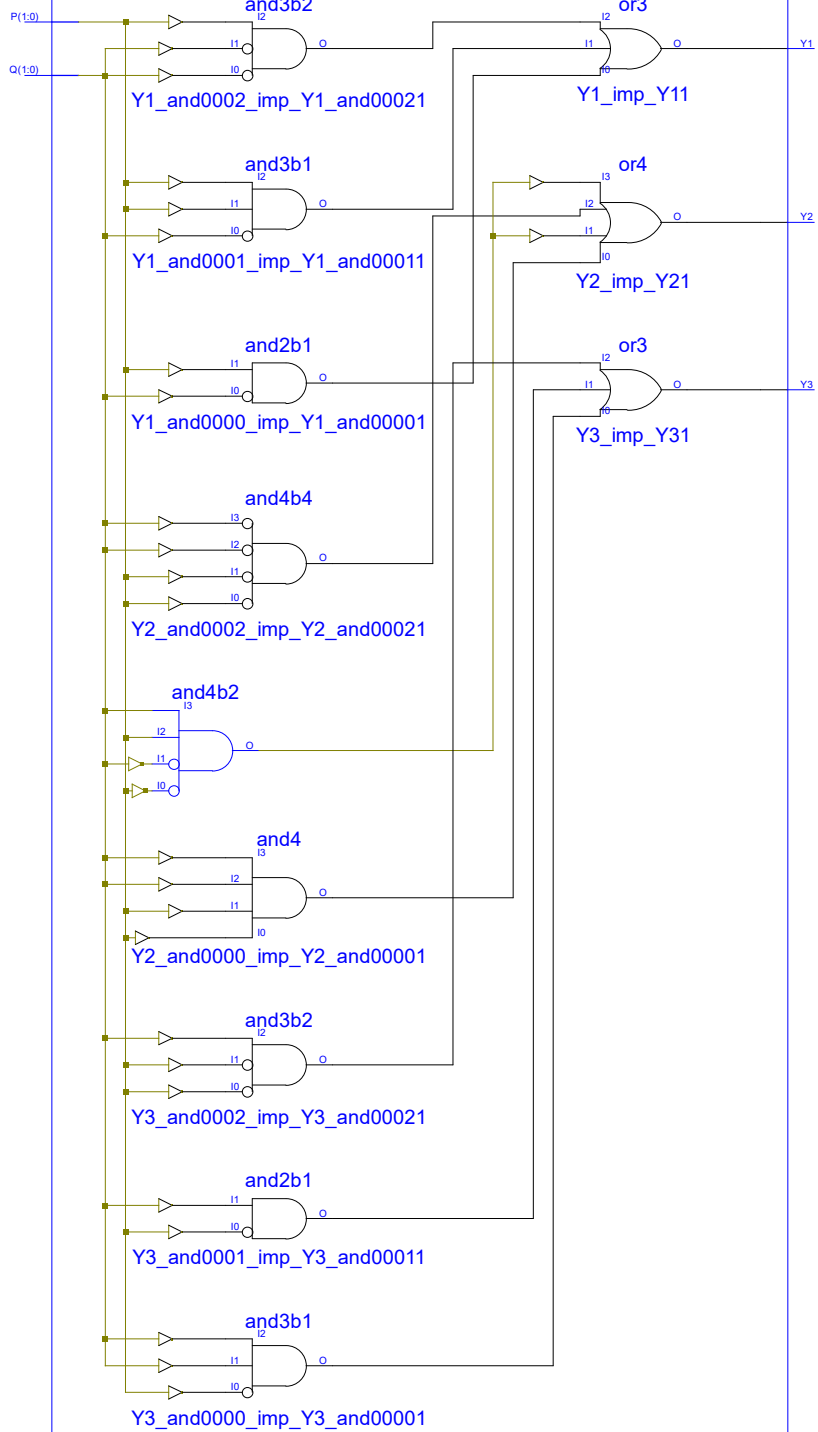 and3b2
or3
P(1:0)
I2
I2
O
I1
I1
O
Y1
Q(1:0)
I0
I0
Y1_and0002_imp_Y1_and00021
Y1_imp_Y11
and3b1
or4
I2
I3
I1
O
I2
O
Y2
I0
I1
Y1_and0001_imp_Y1_and00011
I0
Y2_imp_Y21
and2b1
or3
I1
I2
O
I1
O
Y3
I0
I0
Y1_and0000_imp_Y1_and00001
Y3_imp_Y31
and4b4
I3
I2
O
I1
I0
Y2_and0002_imp_Y2_and00021
and4b2
I3
I2
O
I1
I0
and4
I3
I2
O
I1
I0
Y2_and0000_imp_Y2_and00001
and3b2
I2
I1
O
I0
Y3_and0002_imp_Y3_and00021
and2b1
I1
O
I0
Y3_and0001_imp_Y3_and00011
and3b1
I2
I1
O
I0
Y3_and0000_imp_Y3_and00001